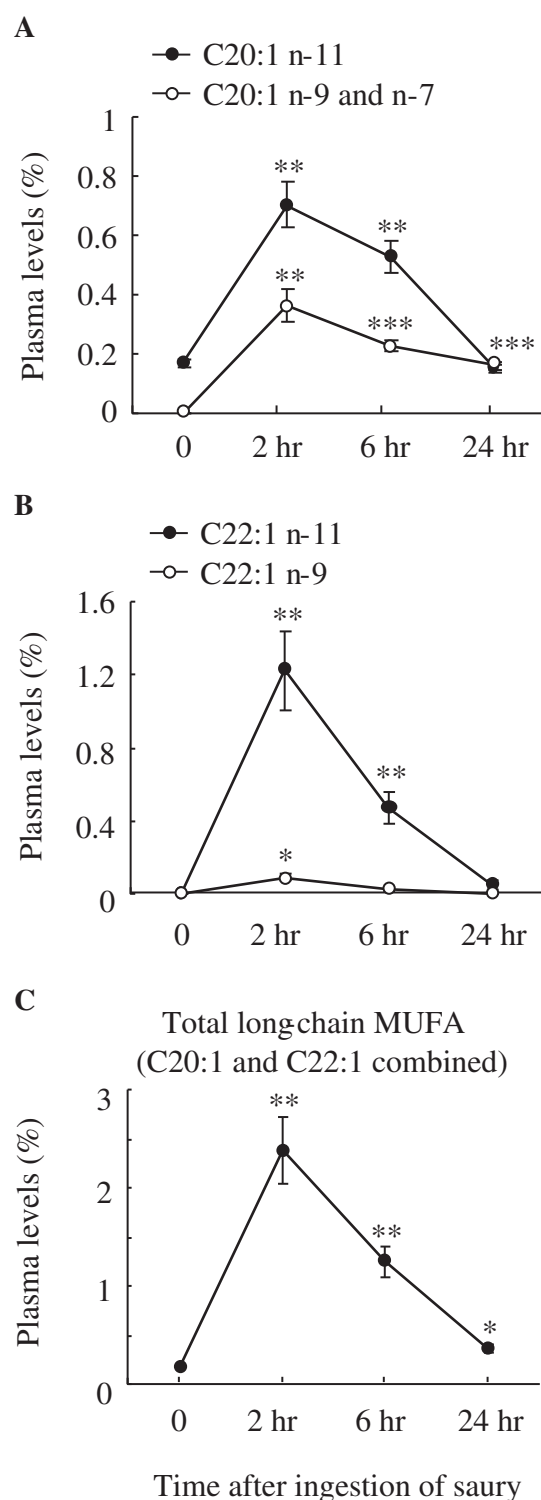 A
C20:1 n-11
C20:1 n-9 and n-7
Plasma levels (%)
1
0.8
0.6
0.4
0.2
0
**
**
**
***
***
0 2 hr 6 hr 24 hr
B
C22:1 n-11
C22:1 n-9
Plasma levels (%)
1.6
1.2
0.8
0.4
0
**
**
*
0 2 hr 6 hr 24 hr
C
Total long-chain MUFA
(C20:1 and C22:1 combined)
Plasma levels (%)
3
2
1
0
**
**
*
0 2 hr 6 hr 24 hr
Time after ingestion of saury